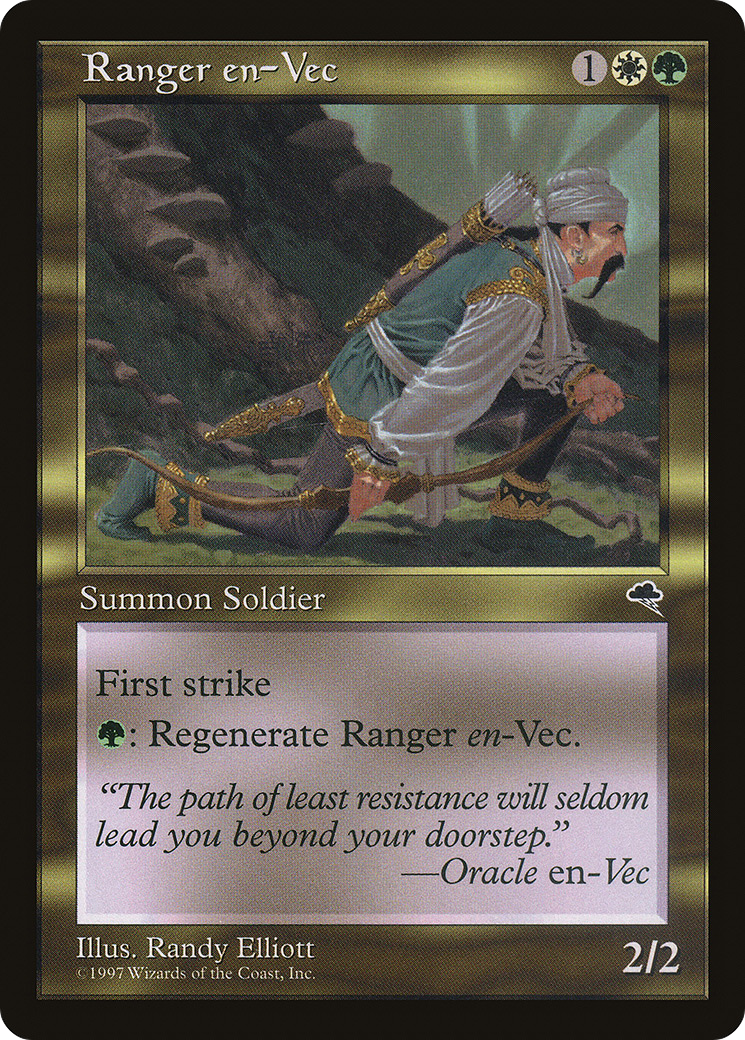 Ranger en-Vec
1
Summon Soldier
First strike
: Regenerate Ranger en-Vec.
“The path of least resistance will seldom
lead you beyond your doorstep.”
—Oracle en-Vec
Illus. Randy Elliott
©1997 Wizards of the Coast, Inc.
2/2